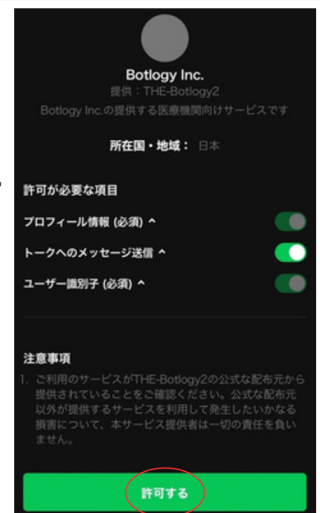 Botlogy Inc.
提供：THE-Botlogy2
Botlogy Inc.の提供する医療機関向けサービスです
所在国・地域： 日本
許可が必要な項目
プロフィール情報 (必須) ^
トークへのメッセージ送信 ^
ユーザー識別子 (必須) ^
注意事項
1. ご利用のサービスがTHE-Botlogy2の公式な配布元から
提供されていることをご確認ください。公式な配布元
以外が提供するサービスを利用して発生したいかなる
損害について、本サービス提供者は一切の責任を負い
ません。
許可する